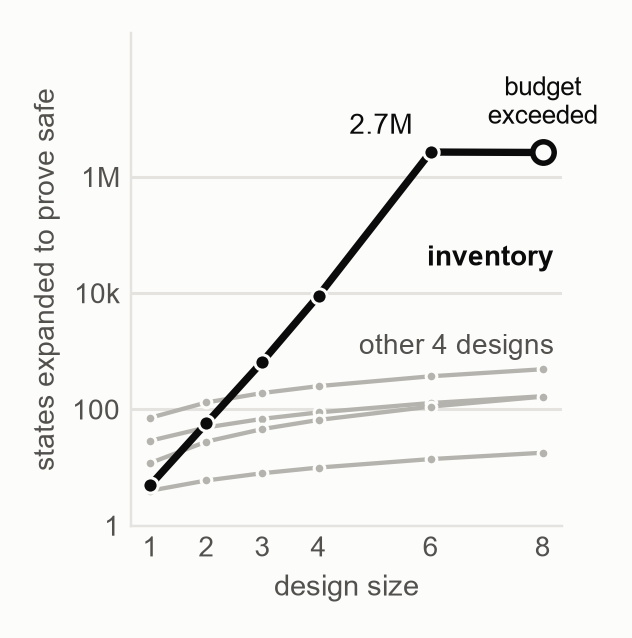 budget
exceeded
2.7M
1M
inventory
10k
other 4 designs
100
1
1 2 3 4 6 8
design size
states expanded to prove safe